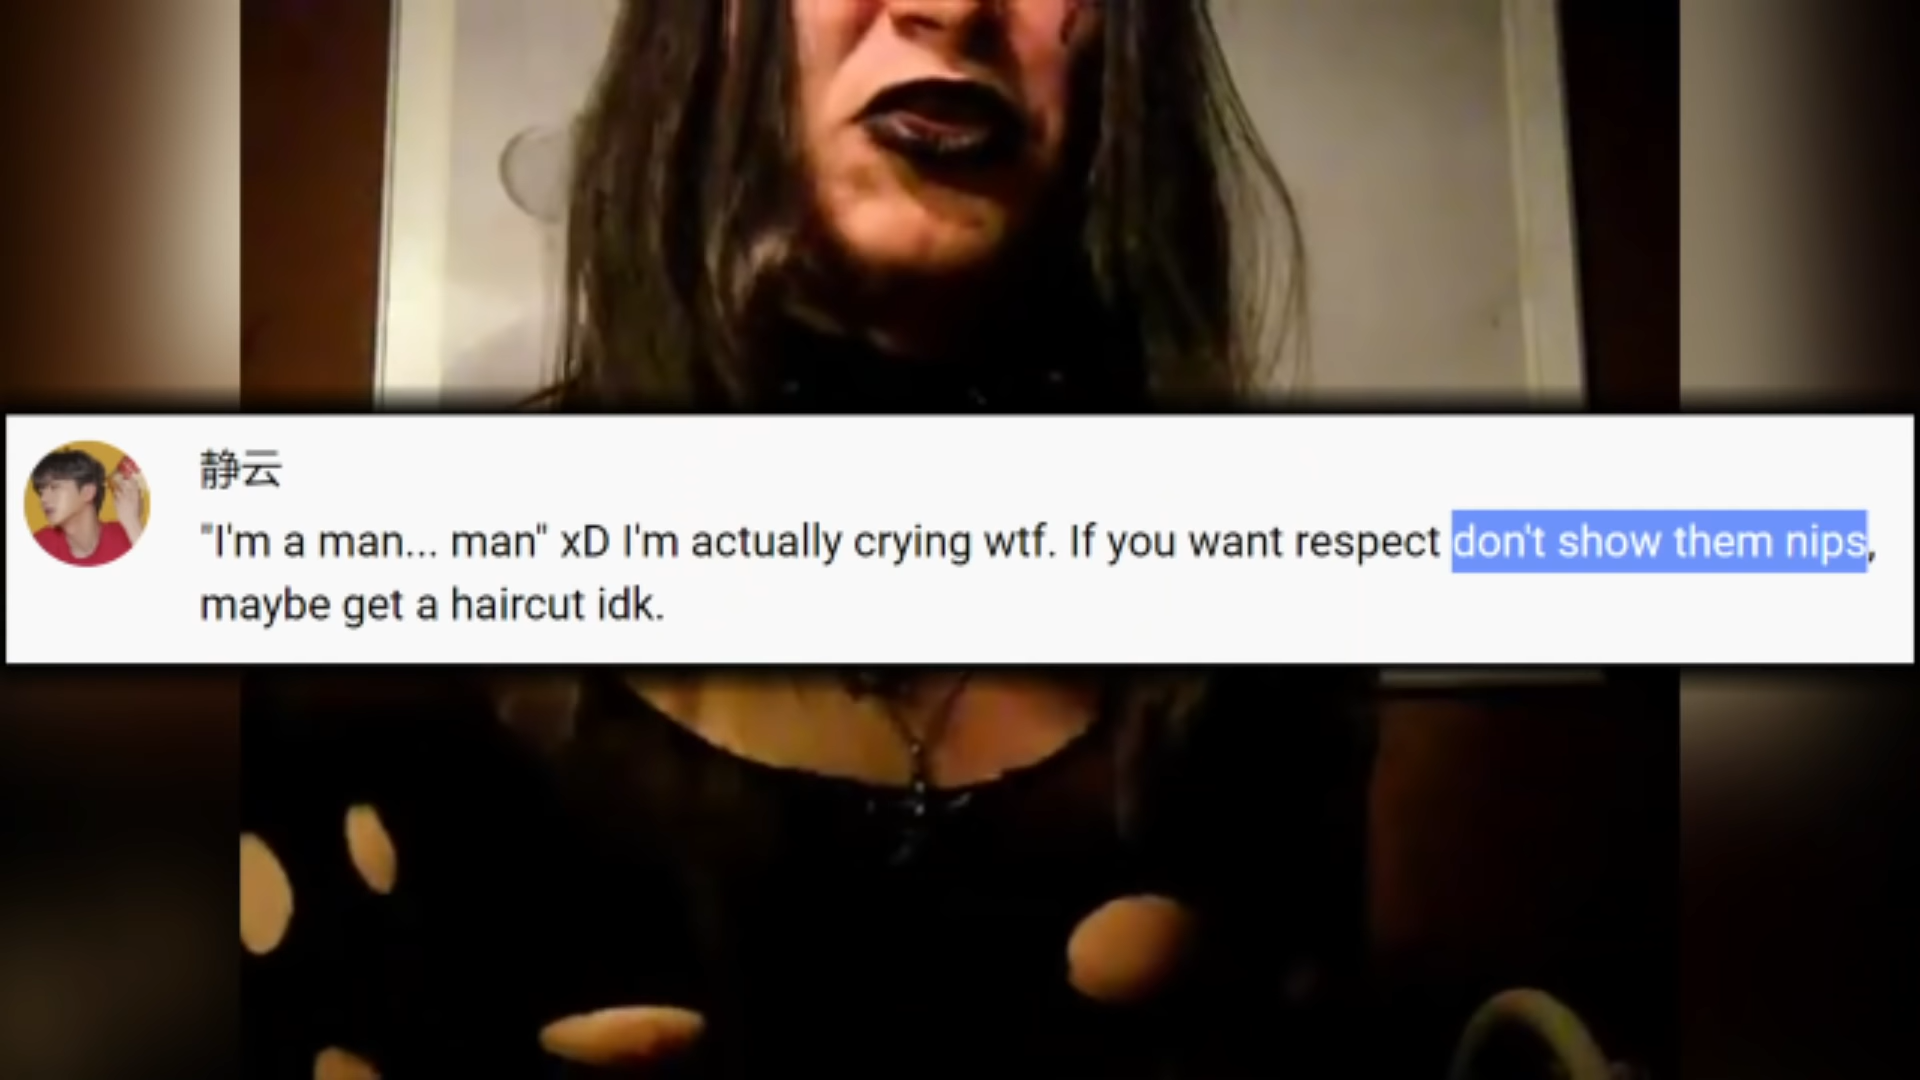 静云
"I'm a man... man" xD I'm actually crying wtf. If you want respect don't show them nips,
maybe get a haircut idk.